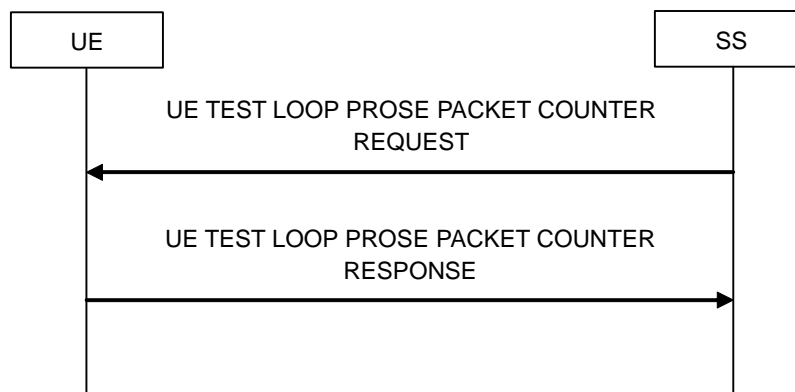 UE
SS
UE TEST LOOP PROSE PACKET COUNTER
REQUEST
UE TEST LOOP PROSE PACKET COUNTER
RESPONSE